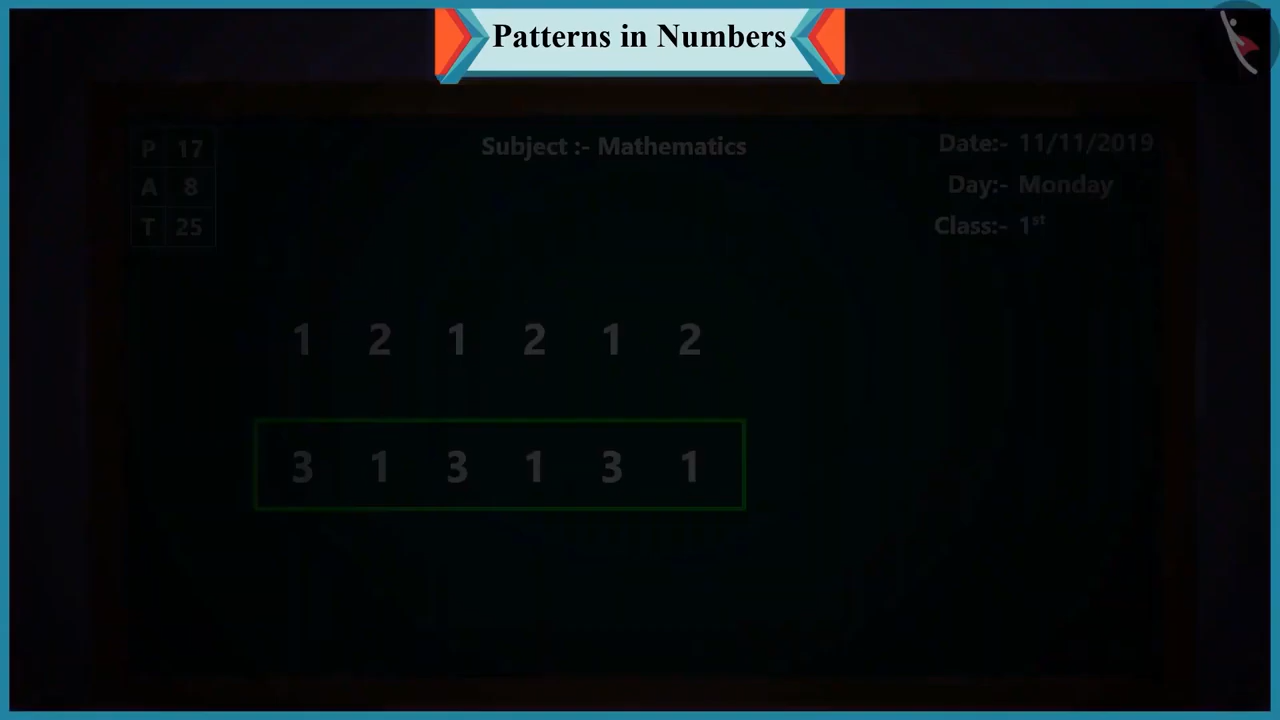 Patterns in Numbers
P 17
A 8
T 25
Subject :- Mathematics
Date:- 11/11/2019
Day:- Monday
Class:- 1st
1 2 1 2 1 2
3 1 3 1 3 1